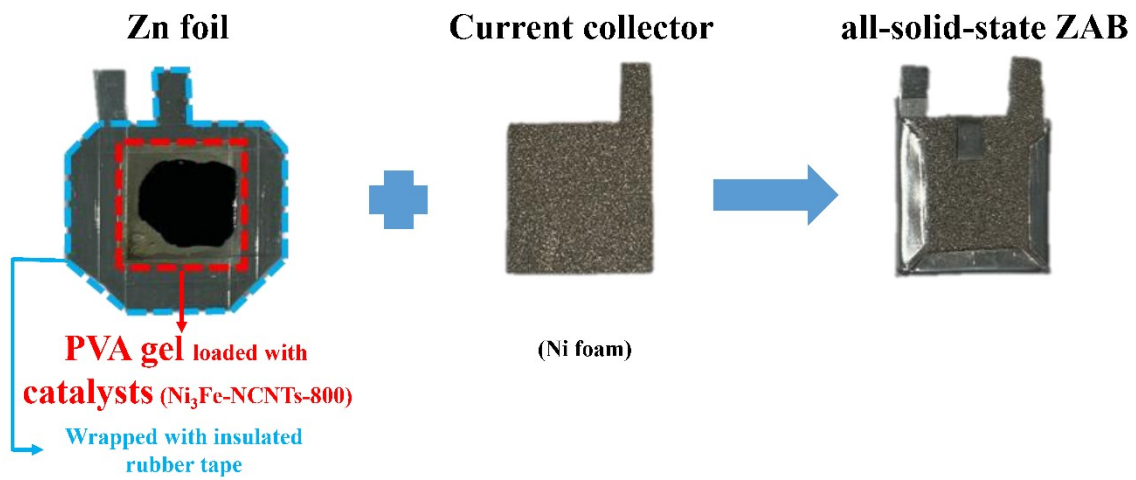 Zn foil
Current collector
all-solid-state ZAB
PVA gel loaded with
catalysts (Ni₃Fe-NCNTs-800)
(Ni foam)
Wrapped with insulated
rubber tape